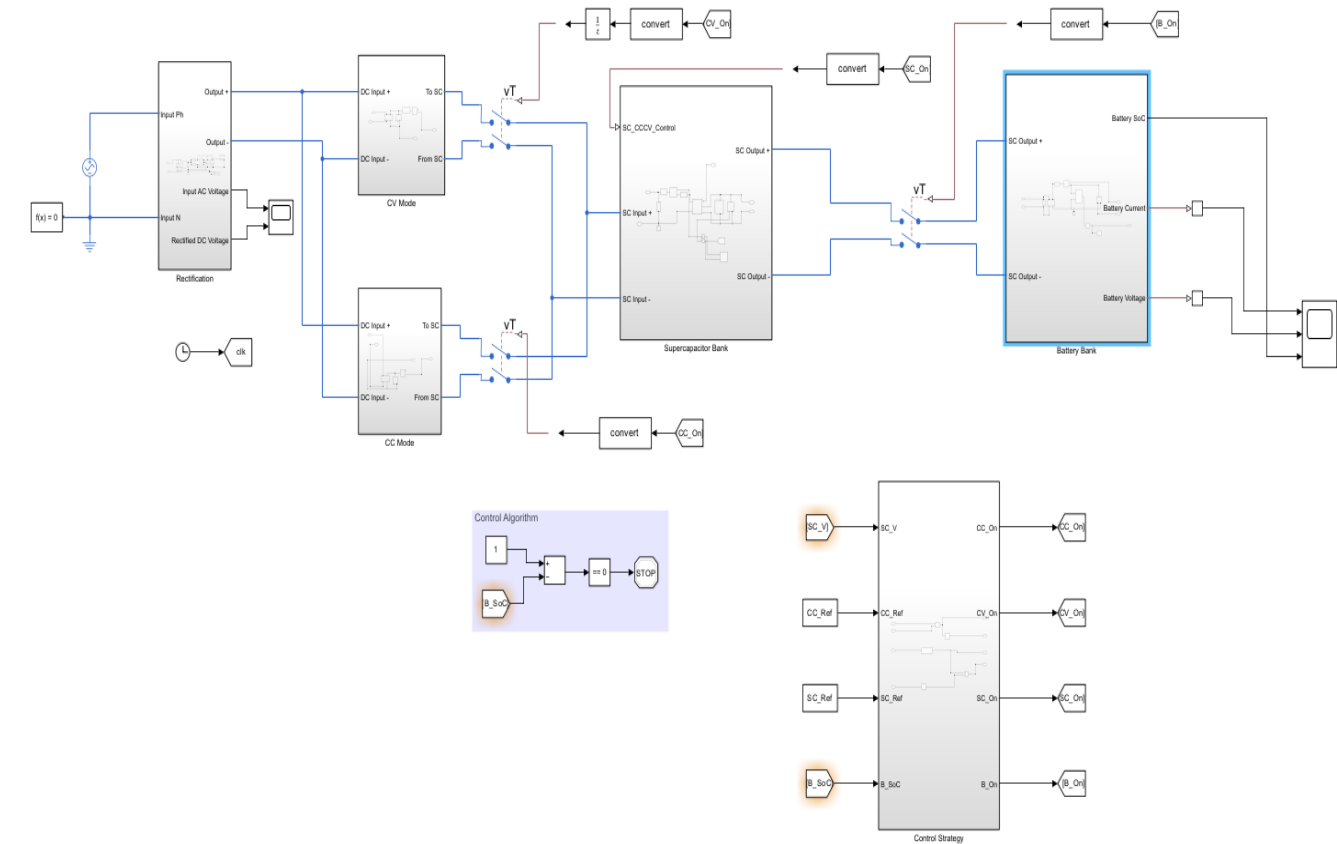 1
z
convert
CV_On]
convert
[B_On]
convert
SC_On]
Output +
Input Ph
Output -
Input AC Voltage
Input N
Rectified DC Voltage
Rectification
f(x) = 0
DC Input +
To SC
DC Input -
From SC
CV Mode
vT
SC_CCCV_Control
SC Output +
SC Input +
SC Output -
SC Input -
Supercapacitor Bank
vT
Battery SoC
SC Output +
Battery Current
SC Output -
Battery Voltage
Battery Bank
clk
DC Input +
To SC
DC Input -
From SC
CC Mode
vT
convert
CC_On]
Control Algorithm
1
+
−
== 0
STOP
[B_SoC]
[SC_V]
SC_V
CC_On
CC_On]
CC_Ref
CC_Ref
CV_On
CV_On]
SC_Ref
SC_Ref
SC_On
SC_On]
[B_SoC]
B_SoC
B_On
[B_On]
Control Strategy